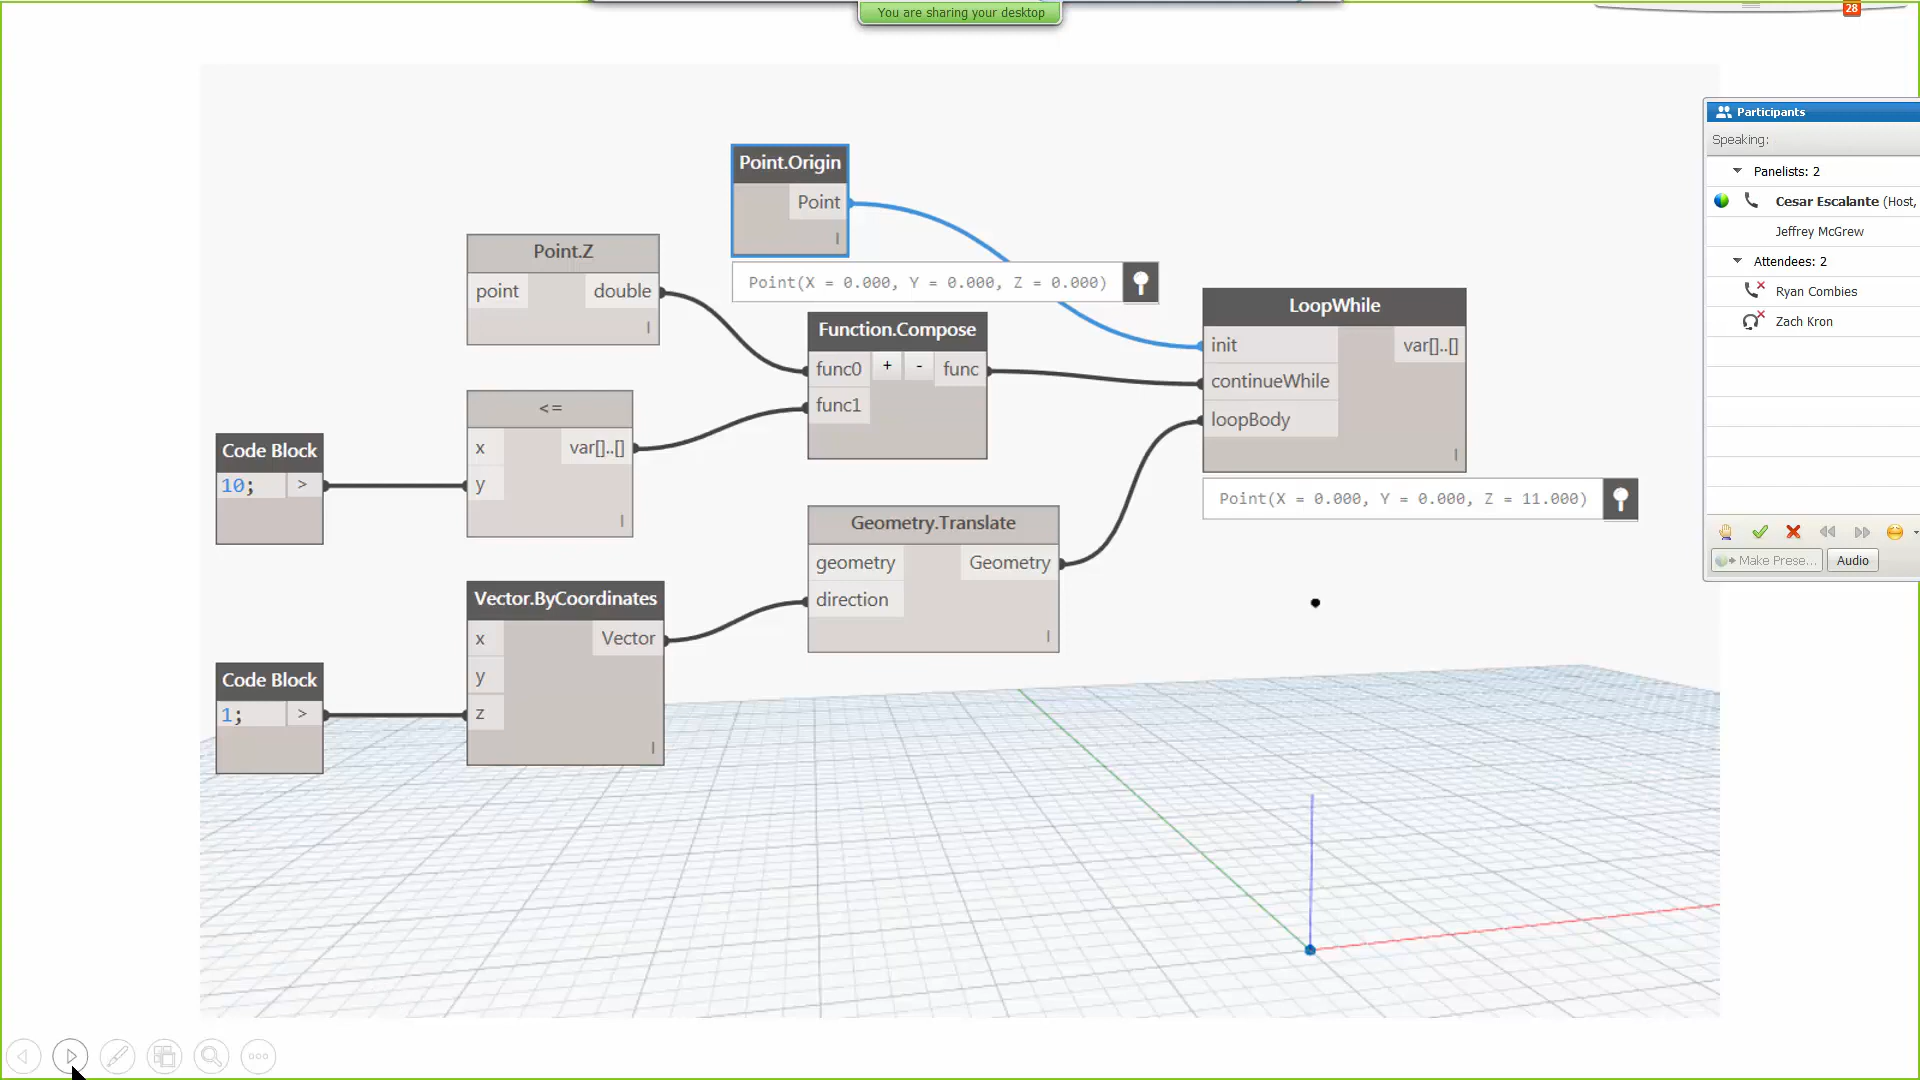 You are sharing your desktop
28
Point.Origin
Point
l
Point(X = 0.000, Y = 0.000, Z = 0.000)
Point.Z
point
double
l
Function.Compose
func0
+
-
func
func1
LoopWhile
init
var[]..[]
continueWhile
loopBody
l
Point(X = 0.000, Y = 0.000, Z = 11.000)
<=
x
var[]..[]
y
l
Code Block
10;
>
Geometry.Translate
geometry
Geometry
direction
l
Vector.ByCoordinates
x
Vector
y
z
l
Code Block
1;
>
Participants
Speaking:
Panelists: 2
Cesar Escalante (Host,
Jeffrey McGrew
Attendees: 2
Ryan Combies
Zach Kron
Make Prese...
Audio